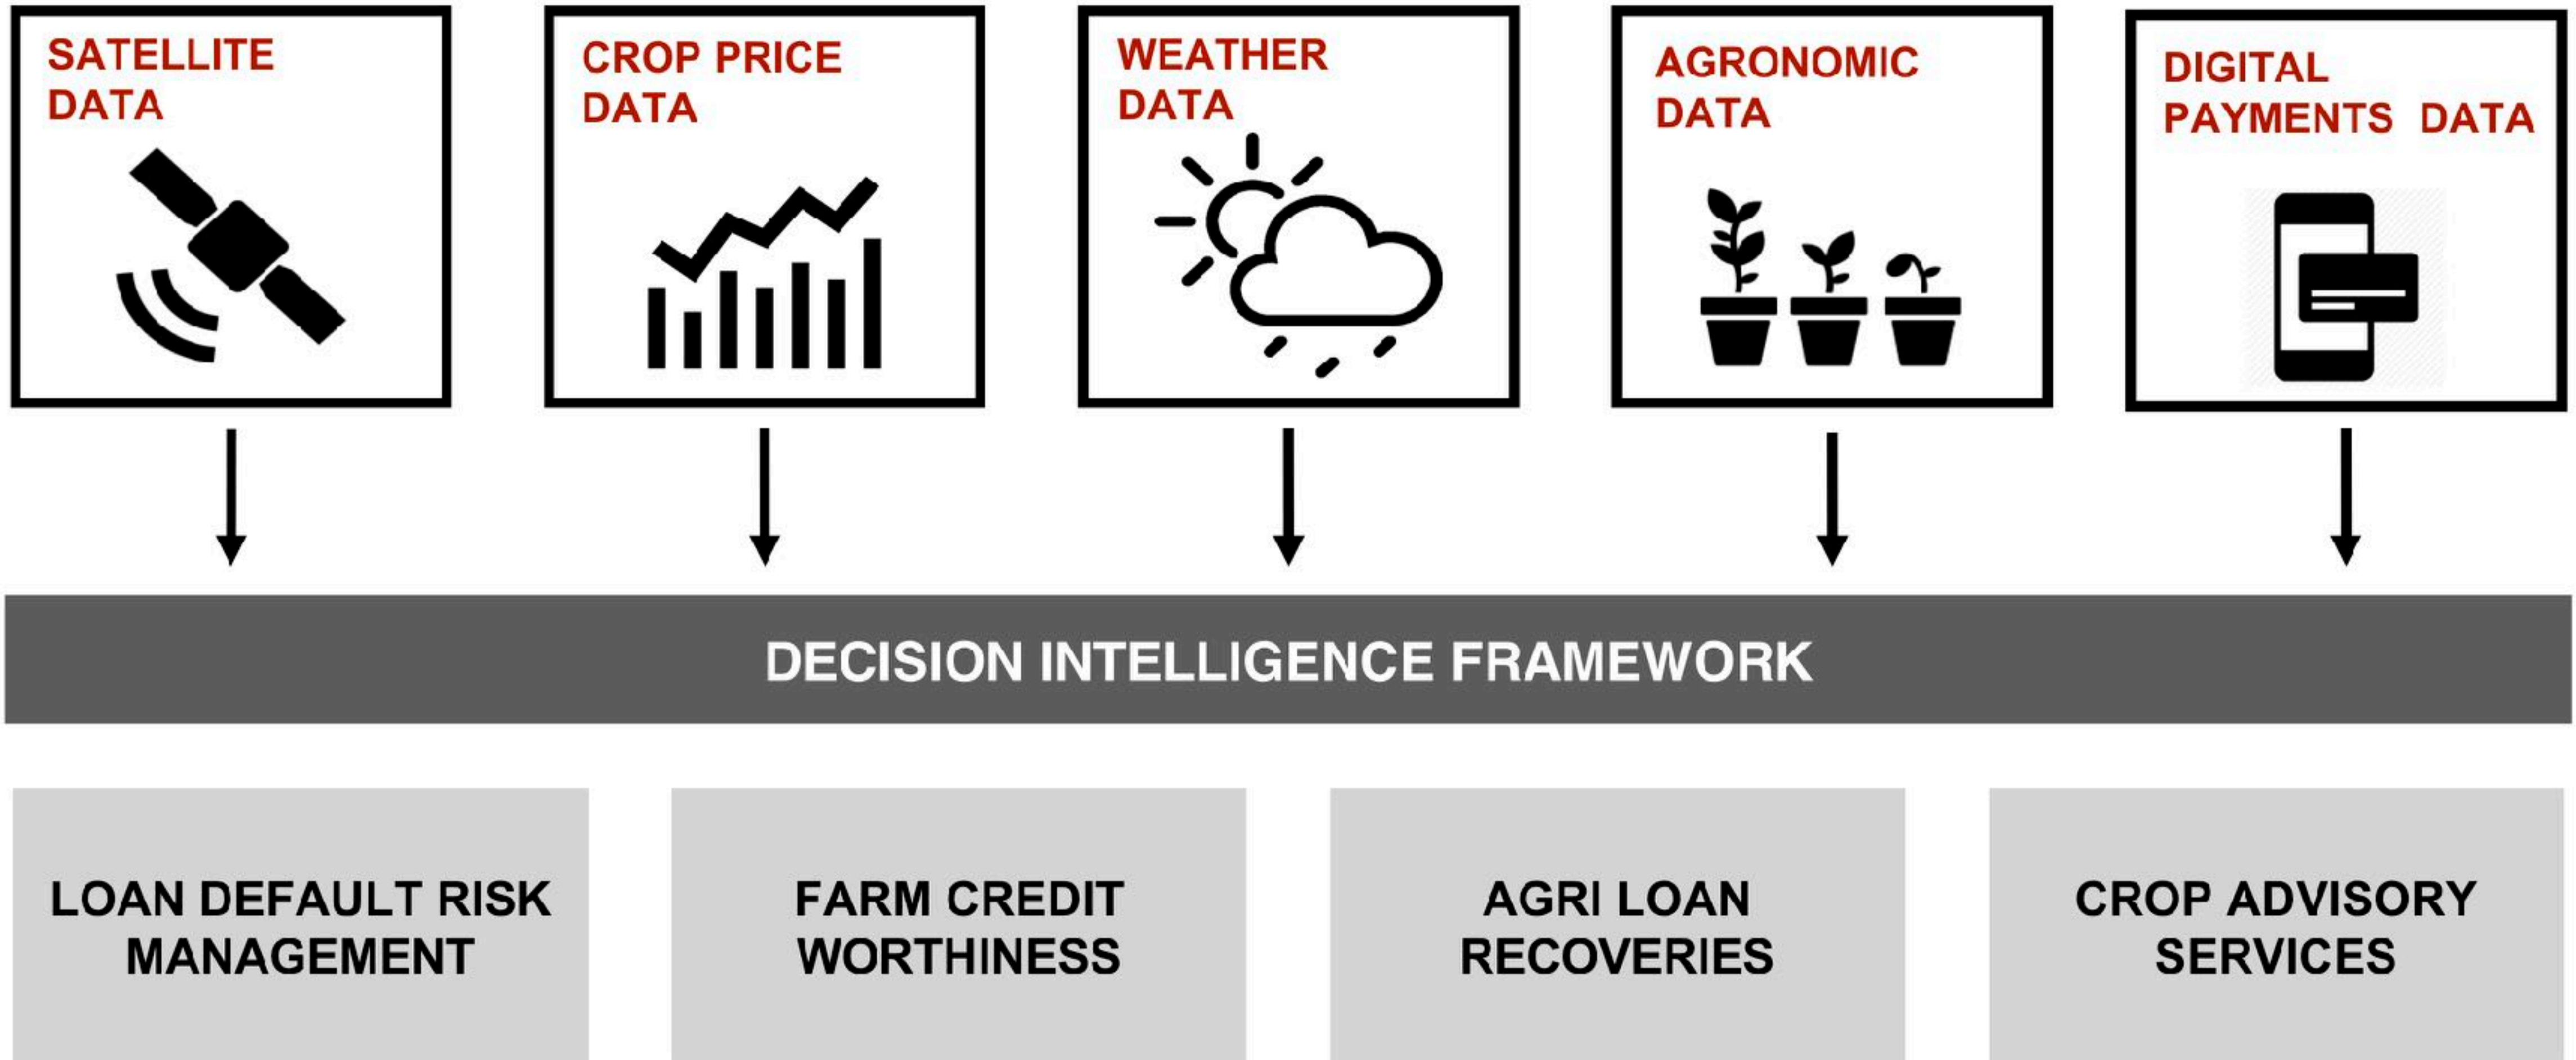 SATELLITE
DATA
CROP PRICE
DATA
WEATHER
DATA
AGRONOMIC
DATA
DIGITAL
PAYMENTS DATA
DECISION INTELLIGENCE FRAMEWORK
LOAN DEFAULT RISK
MANAGEMENT
FARM CREDIT
WORTHINESS
AGRI LOAN
RECOVERIES
CROP ADVISORY
SERVICES